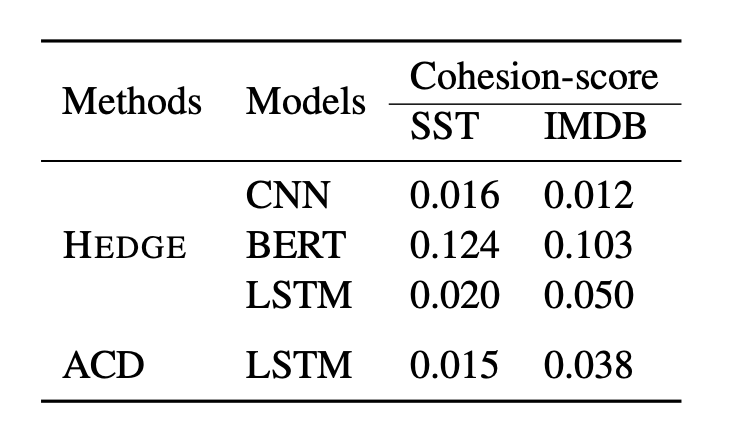 Methods Models Cohesion-score
SST IMDB
HEDGE CNN 0.016 0.012
BERT 0.124 0.103
LSTM 0.020 0.050
ACD LSTM 0.015 0.038